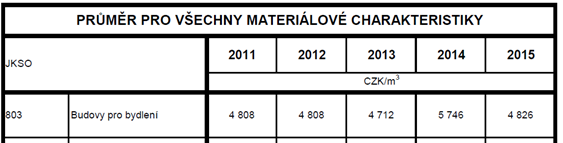 PRŮMĚR PRO VŠECHNY MATERIÁLOVÉ CHARAKTERISTIKY
JKSO 2011 2012 2013 2014 2015
CZK/m³
803 Budovy pro bydlení 4 808 4 808 4 712 5 746 4 826